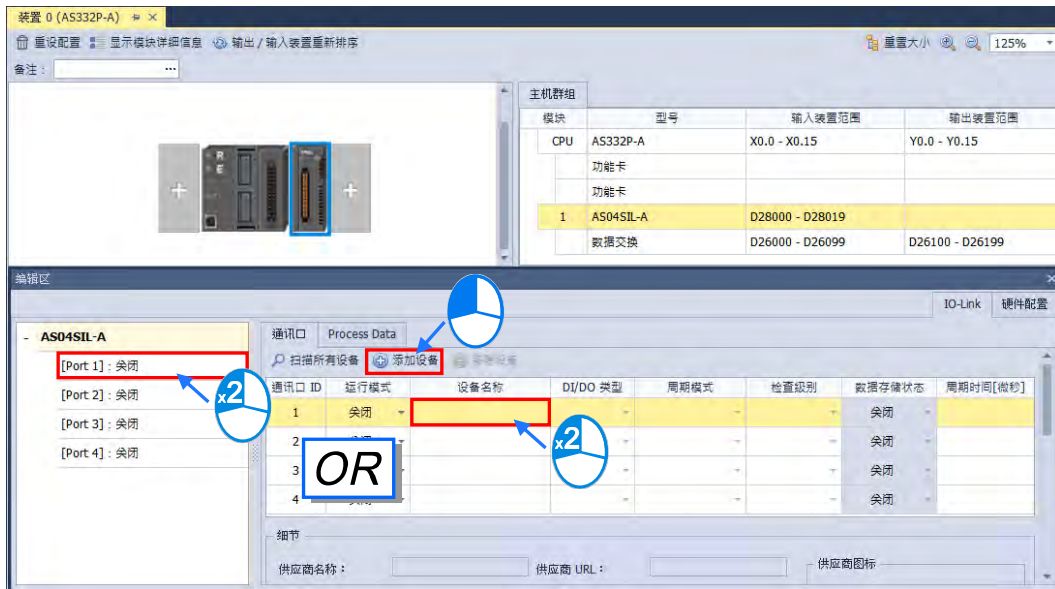 装置 0 (AS332P-A)
重设配置 显示模块详细信息 输出/输入装置重新排序 重置大小 125%
备注： ...
主机群组
模块 型号 输入装置范围 输出装置范围
CPU AS332P-A X0.0 - X0.15 Y0.0 - Y0.15
功能卡
功能卡
1 AS04SIL-A D28000 - D28019
数据交换 D26000 - D26099 D26100 - D26199
R
E
编辑区
IO-Link 硬件配置
- AS04SIL-A
[Port 1]：关闭
[Port 2]：关闭
[Port 3]：关闭
[Port 4]：关闭
通讯口 Process Data
扫描所有设备 添加设备
通讯口 ID 运行模式 设备名称 DI/DO 类型 周期模式 检查级别 数据存储状态 周期时间[微秒]
1 关闭 关闭
2 关闭
3 关闭
4 关闭
x2
x2
OR
细节
供应商名称： 供应商 URL： 供应商图标